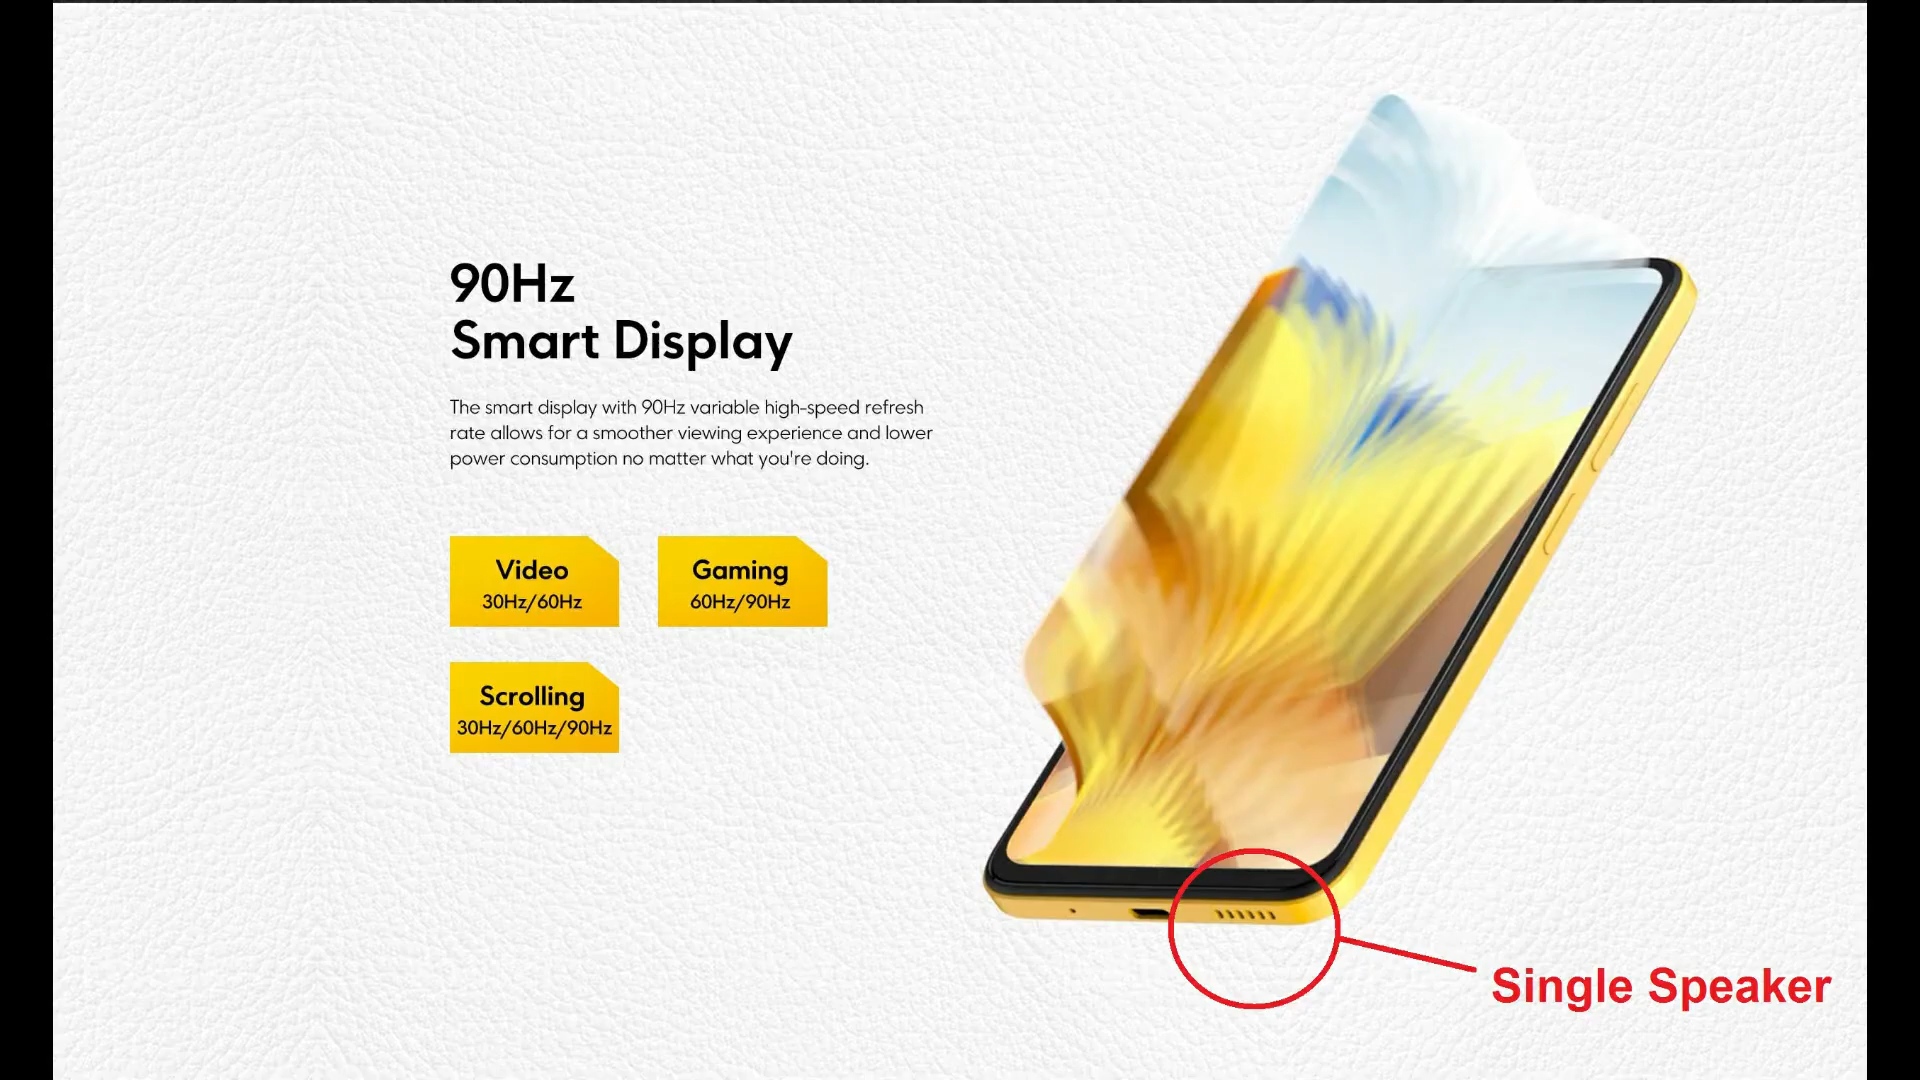 90Hz
Smart Display
The smart display with 90Hz variable high-speed refresh
rate allows for a smoother viewing experience and lower
power consumption no matter what you're doing.
Video
30Hz/60Hz
Gaming
60Hz/90Hz
Scrolling
30Hz/60Hz/90Hz
Single Speaker